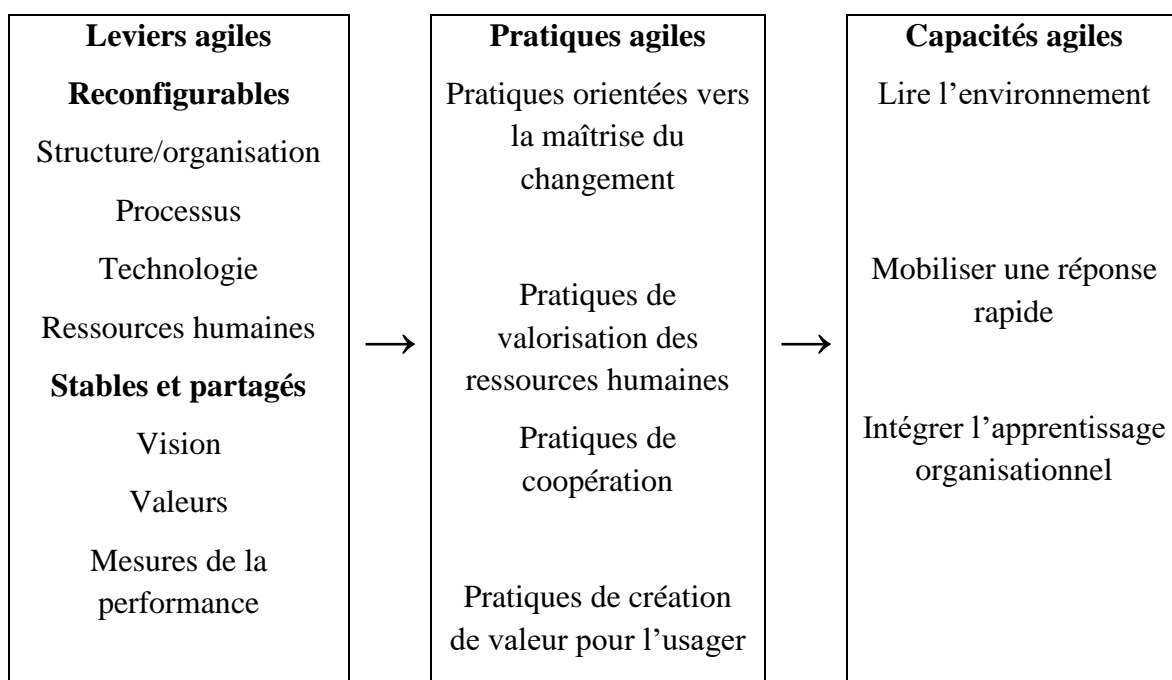 Leviers agiles
Reconfigurables
Structure/organisation
Processus
Technologie
Ressources humaines
Stables et partagés
Vision
Valeurs
Mesures de la
performance
→
Pratiques agiles
Pratiques orientées vers
la maîtrise du
changement
Pratiques de
valorisation des
ressources humaines
Pratiques de
coopération
Pratiques de création
de valeur pour l’usager
→
Capacités agiles
Lire l’environnement
Mobiliser une réponse
rapide
Intégrer l’apprentissage
organisationnel